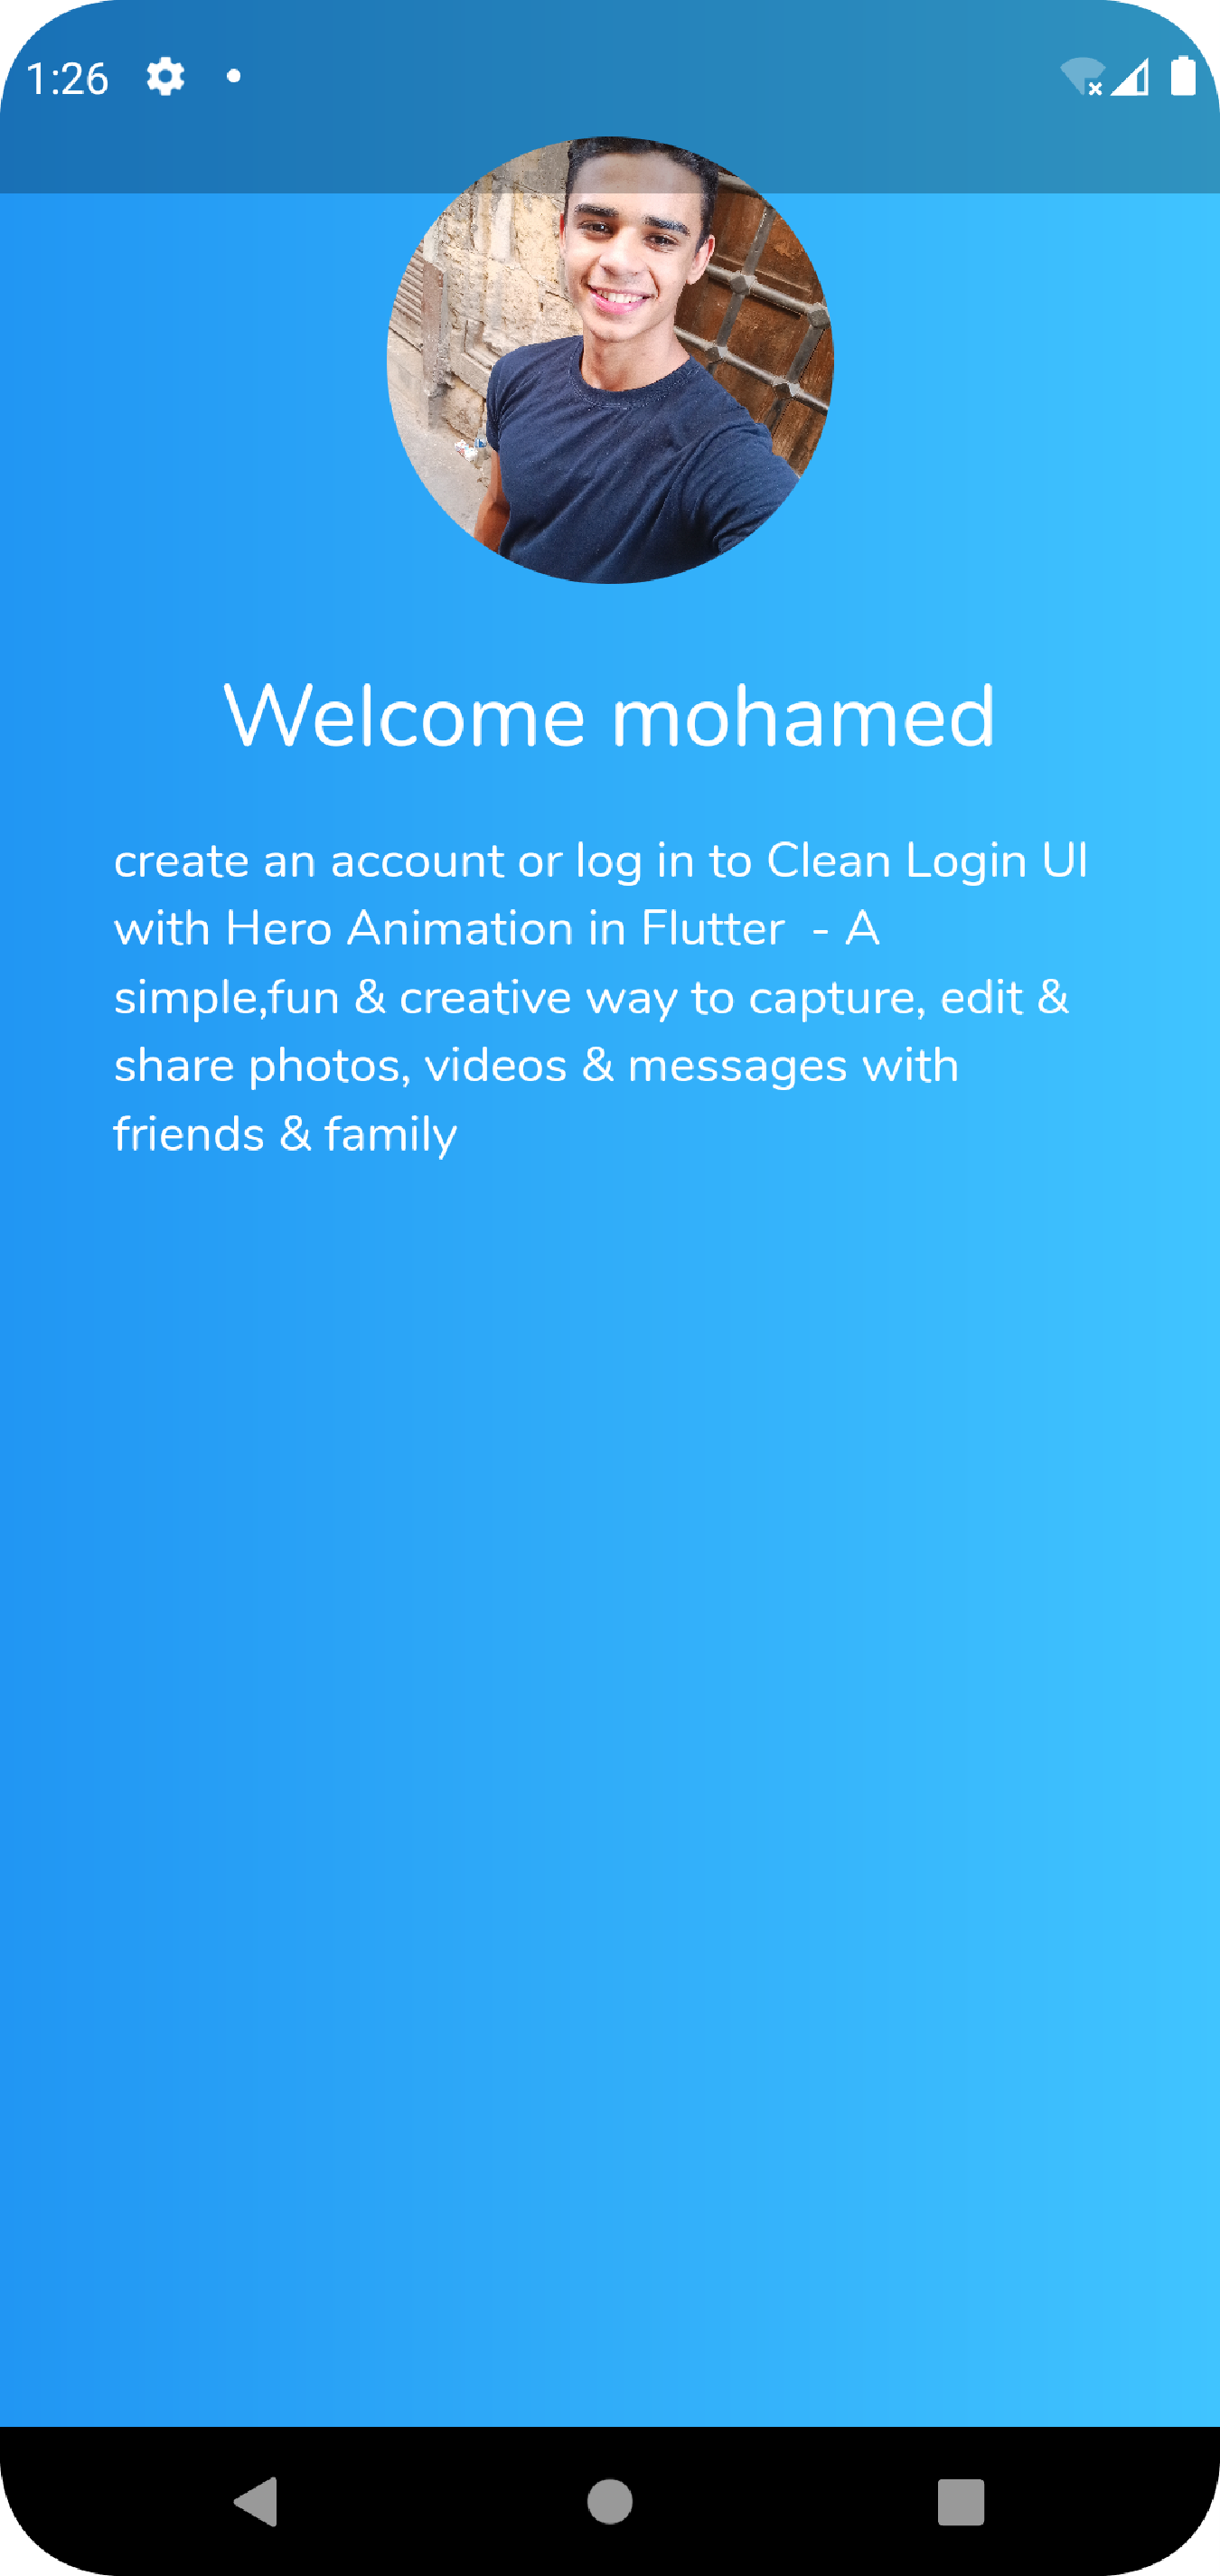 1:26
Welcome mohamed
create an account or log in to Clean Login UI
with Hero Animation in Flutter  - A
simple,fun & creative way to capture, edit &
share photos, videos & messages with
friends & family